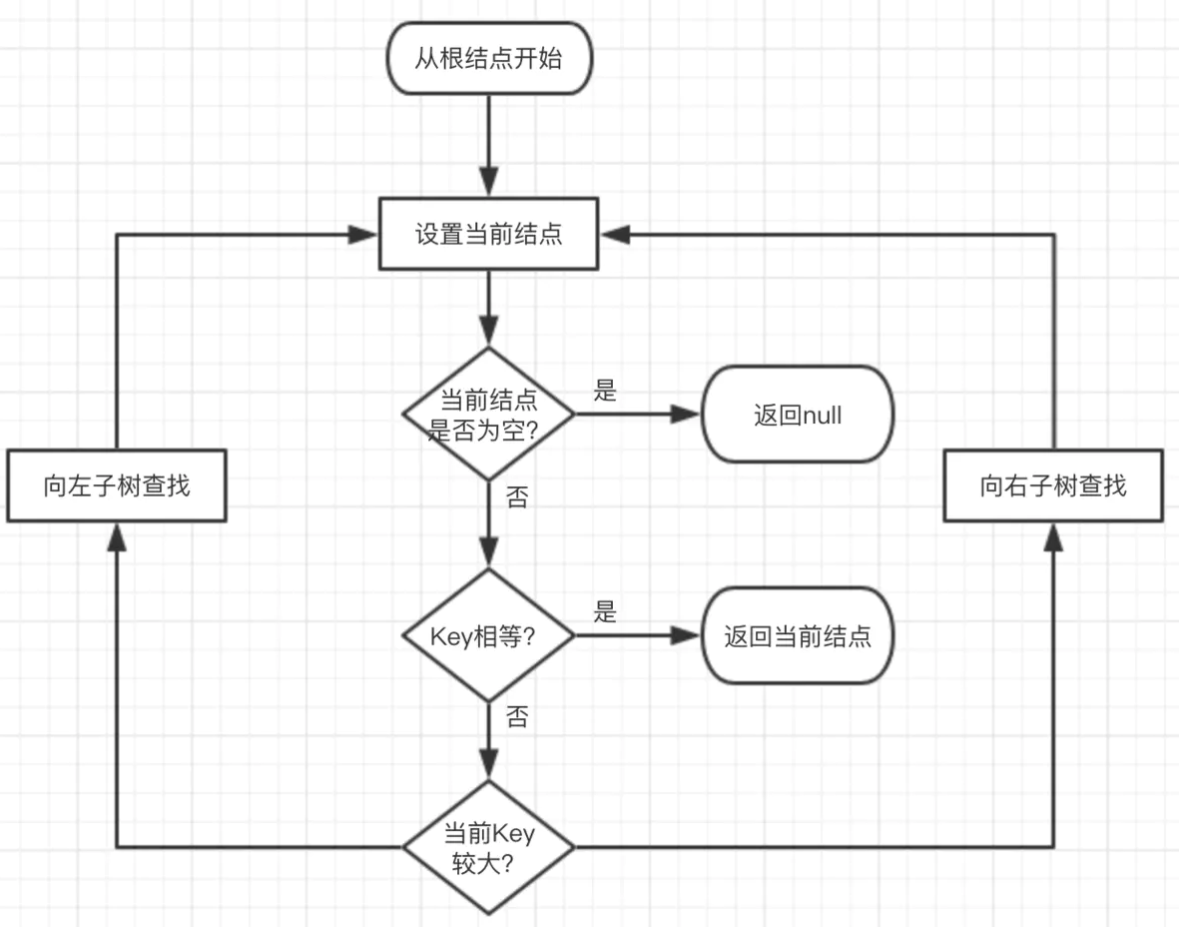 从根结点开始
设置当前结点
当前结点
是否为空?
是
返回null
向左子树查找
向右子树查找
否
Key相等?
是
返回当前结点
否
当前Key
较大?